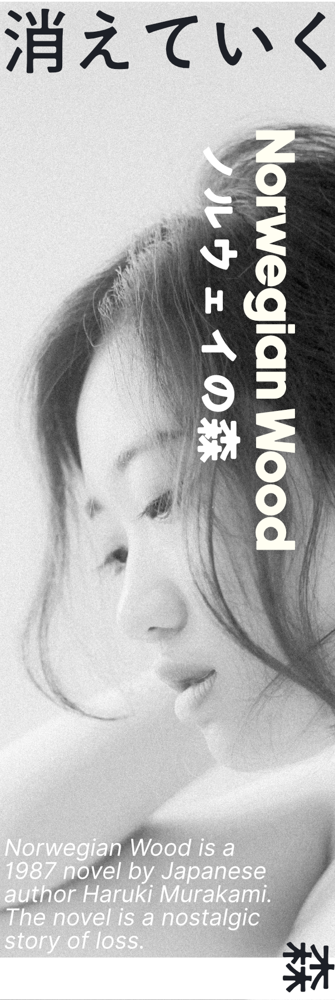 消えていく
Norwegian Wood
ノルウェイの森
Norwegian Wood is a
1987 novel by Japanese
author Haruki Murakami.
The novel is a nostalgic
story of loss.
森